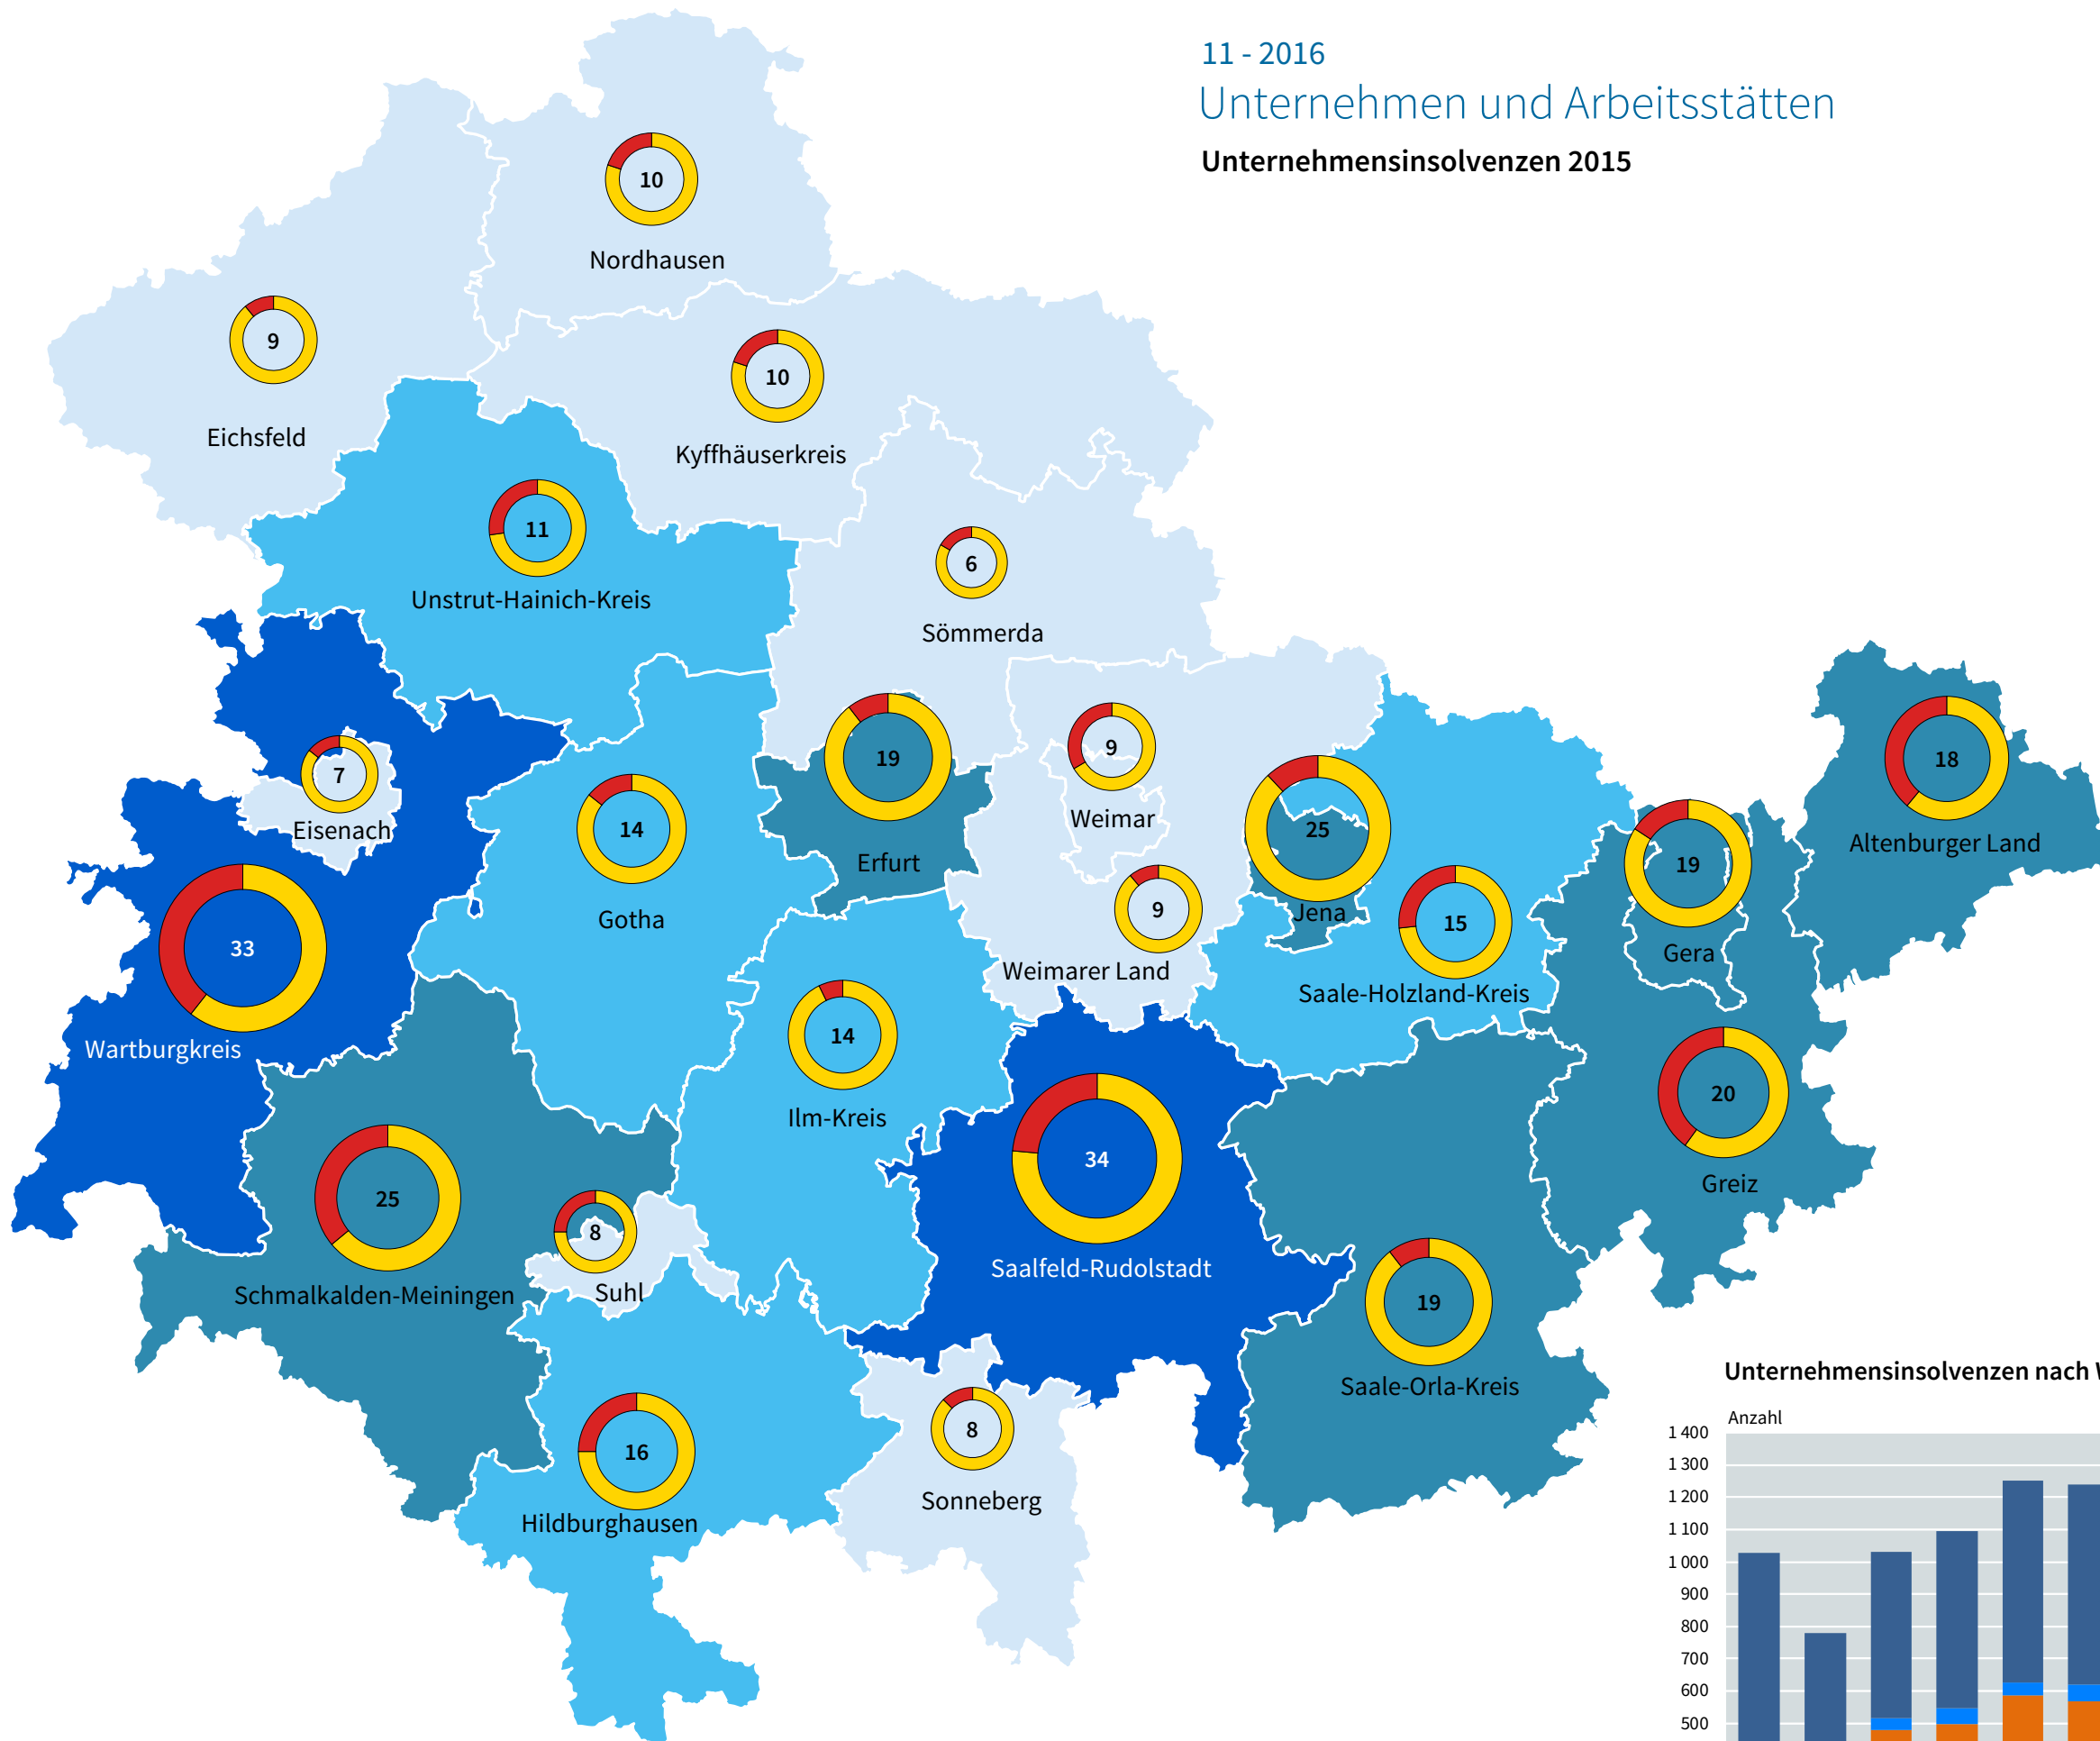 11 - 2016
Unternehmen und Arbeitsstätten
Unternehmensinsolvenzen 2015
10
Nordhausen
9
Eichsfeld
10
Kyffhäuserkreis
11
Unstrut-Hainich-Kreis
6
Sömmerda
7
Eisenach
14
Gotha
19
Erfurt
9
Weimar
9
Weimarer Land
25
Jena
15
Saale-Holzland-Kreis
19
Gera
18
Altenburger Land
33
Wartburgkreis
14
Ilm-Kreis
20
Greiz
25
Schmalkalden-Meiningen
8
Suhl
34
Saalfeld-Rudolstadt
19
Saale-Orla-Kreis
16
Hildburghausen
8
Sonneberg
Unternehmensinsolvenzen nach
Anzahl
1 400
1 300
1 200
1 100
1 000
900
800
700
600
500